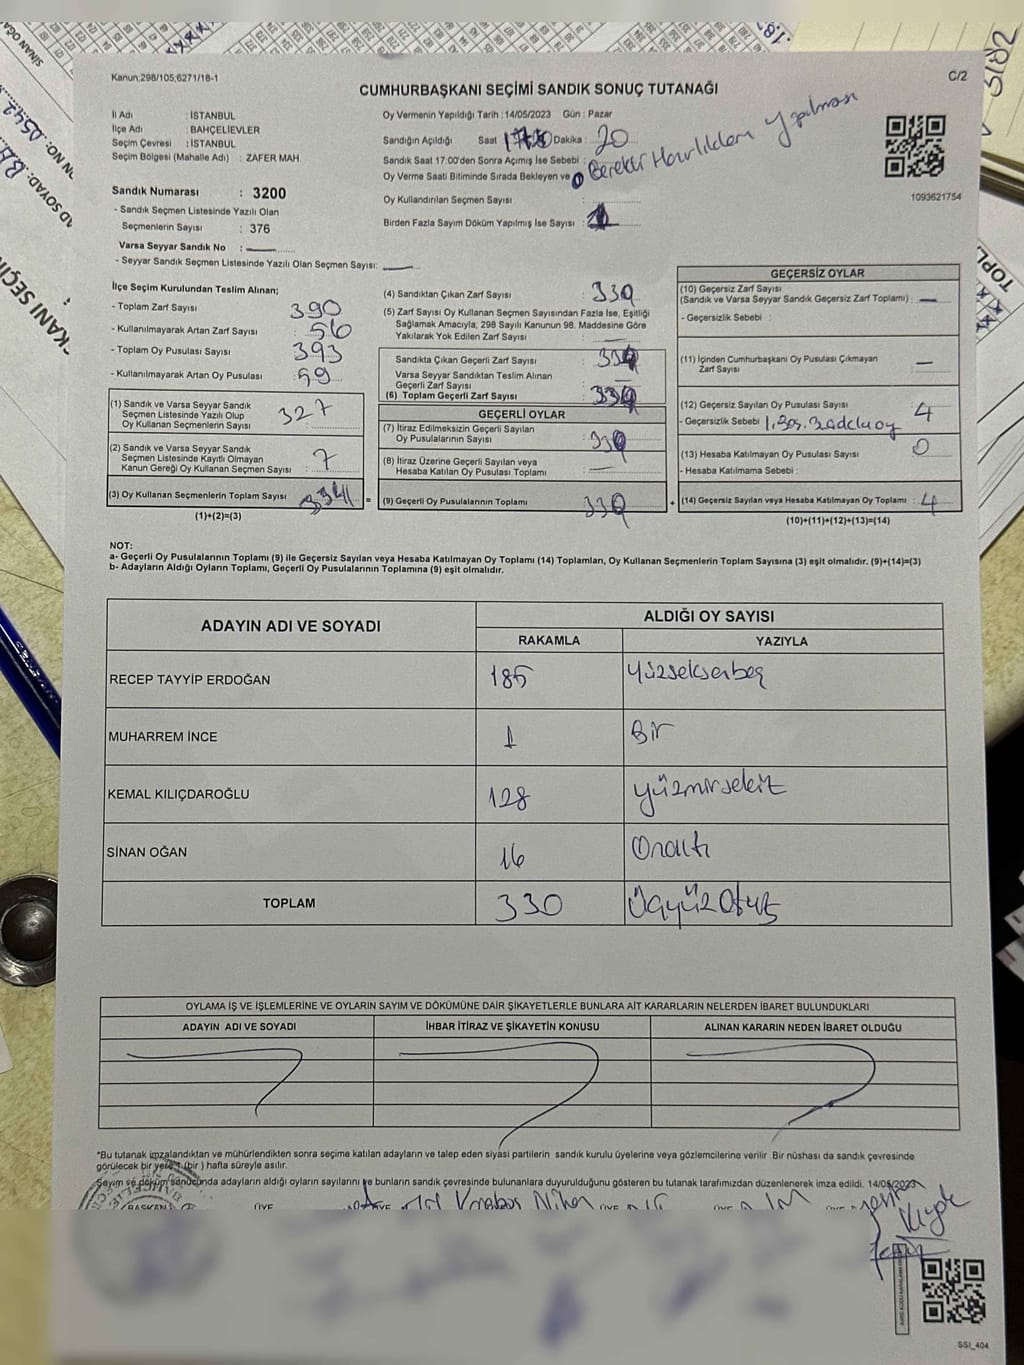 Kanun;298/105,6271/18-1
C/2
CUMHURBAŞKANI SEÇİMİ SANDIK SONUÇ TUTANAĞI
İli Adı : İSTANBUL
İlçe Adı : BAHÇELİEVLER
Seçim Çevresi : İSTANBUL
Seçim Bölgesi (Mahalle Adı) : ZAFER MAH.
Sandık Numarası : 3200
- Sandık Seçmen Listesinde Yazılı Olan
Seçmenlerin Sayısı : 376
Varsa Seyyar Sandık No :
- Seyyar Sandık Seçmen Listesinde Yazılı Olan Seçmen Sayısı:
Oy Vermenin Yapıldığı Tarih : 14/05/2023 Gün : Pazar
Sandığın Açıldığı Saat Dakika : 20
Sandık Saat 17:00'den Sonra Açımış İse Sebebi : Gerekli Hazırlıkların Yapılması
Oy Verme Saati Bitiminde Sırada Bekleyen ve
Oy Kullandırılan Seçmen Sayısı :
Birden Fazla Sayım Döküm Yapılmış İse Sayısı :
1093621754
İlçe Seçim Kurulundan Teslim Alınan;
- Toplam Zarf Sayısı : 390
- Kullanılmayarak Artan Zarf Sayısı : 56
- Toplam Oy Pusulası Sayısı : 393
- Kullanılmayarak Artan Oy Pusulası : 59
(1) Sandık ve Varsa Seyyar Sandık
Seçmen Listesinde Yazılı Olup
Oy Kullanan Seçmenlerin Sayısı : 327
(2) Sandık ve Varsa Seyyar Sandık
Seçmen Listesinde Kayıtlı Olmayan
Kanun Gereği Oy Kullanan Seçmen Sayısı : 7
(3) Oy Kullanan Seçmenlerin Toplam Sayısı : 334 =
(1)+(2)=(3)
(4) Sandıktan Çıkan Zarf Sayısı :
(5) Zarf Sayısı Oy Kullanan Seçmen Sayısından Fazla İse, Eşitliği
Sağlamak Amacıyla; 298 Sayılı Kanunun 98. Maddesine Göre
Yakılarak Yok Edilen Zarf Sayısı :
Sandıkta Çıkan Geçerli Zarf Sayısı : 334
Varsa Seyyar Sandıktan Teslim Alınan
Geçerli Zarf Sayısı :
(6) Toplam Geçerli Zarf Sayısı : 334
GEÇERLİ OYLAR
(7) İtiraz Edilmeksizin Geçerli Sayılan
Oy Pusulalarının Sayısı : 330
(8) İtiraz Üzerine Geçerli Sayılan veya
Hesaba Katılan Oy Pusulası Toplamı :
(9) Geçerli Oy Pusulalarının Toplamı : 330 +
GEÇERSİZ OYLAR
(10) Geçersiz Zarf Sayısı
(Sandık ve Varsa Seyyar Sandık Geçersiz Zarf Toplamı) :
- Geçersizlik Sebebi :
(11) İçinden Cumhurbaşkanı Oy Pusulası Çıkmayan
Zarf Sayısı :
(12) Geçersiz Sayılan Oy Pusulası Sayısı : 4
- Geçersizlik Sebebi
(13) Hesaba Katılmayan Oy Pusulası Sayısı : 0
- Hesaba Katılmama Sebebi :
(14) Geçersiz Sayılan veya Hesaba Katılmayan Oy Toplamı : 4
(10)+(11)+(12)+(13)=(14)
NOT:
a- Geçerli Oy Pusulalarının Toplamı (9) ile Geçersiz Sayılan veya Hesaba Katılmayan Oy Toplamı (14) Toplamları, Oy Kullanan Seçmenlerin Toplam Sayısına (3) eşit olmalıdır. (9)+(14)=(3)
b- Adayların Aldığı Oyların Toplamı, Geçerli Oy Pusulalarının Toplamına (9) eşit olmalıdır.
ADAYIN ADI VE SOYADI
ALDIĞI OY SAYISI
RAKAMLA YAZIYLA
RECEP TAYYİP ERDOĞAN 185 Yüzseksenbeş
MUHARREM İNCE 1 Bir
KEMAL KILIÇDAROĞLU 128 yüzyirmisekiz
SİNAN OĞAN 16 Onaltı
TOPLAM 330 Üçyüz Otuz
OYLAMA İŞ VE İŞLEMLERİNE VE OYLARIN SAYIM VE DÖKÜMÜNE DAİR ŞİKAYETLERLE BUNLARA AİT KARARLARIN NELERDEN İBARET BULUNDUKLARI
ADAYIN ADI VE SOYADI İHBAR İTİRAZ VE ŞİKAYETİN KONUSU ALINAN KARARIN NEDEN İBARET OLDUĞU
*Bu tutanak imzalandıktan ve mühürlendikten sonra seçime katılan adayların ve talep eden siyasi partilerin sandık kurulu üyelerine veya gözlemcilerine verilir .Bir nüshası da sandık çevresinde
görülecek bir yere 1 (bir ) hafta süreyle asılır.
Sayım ve döküm sonucunda adayların aldığı oyların sayılarını ve bunların sandık çevresinde bulunanlara duyurulduğunu gösteren bu tutanak tarafımızdan düzenlenerek imza edildi. 14/05/2023
BAŞKAN ÜYE
SSI_404